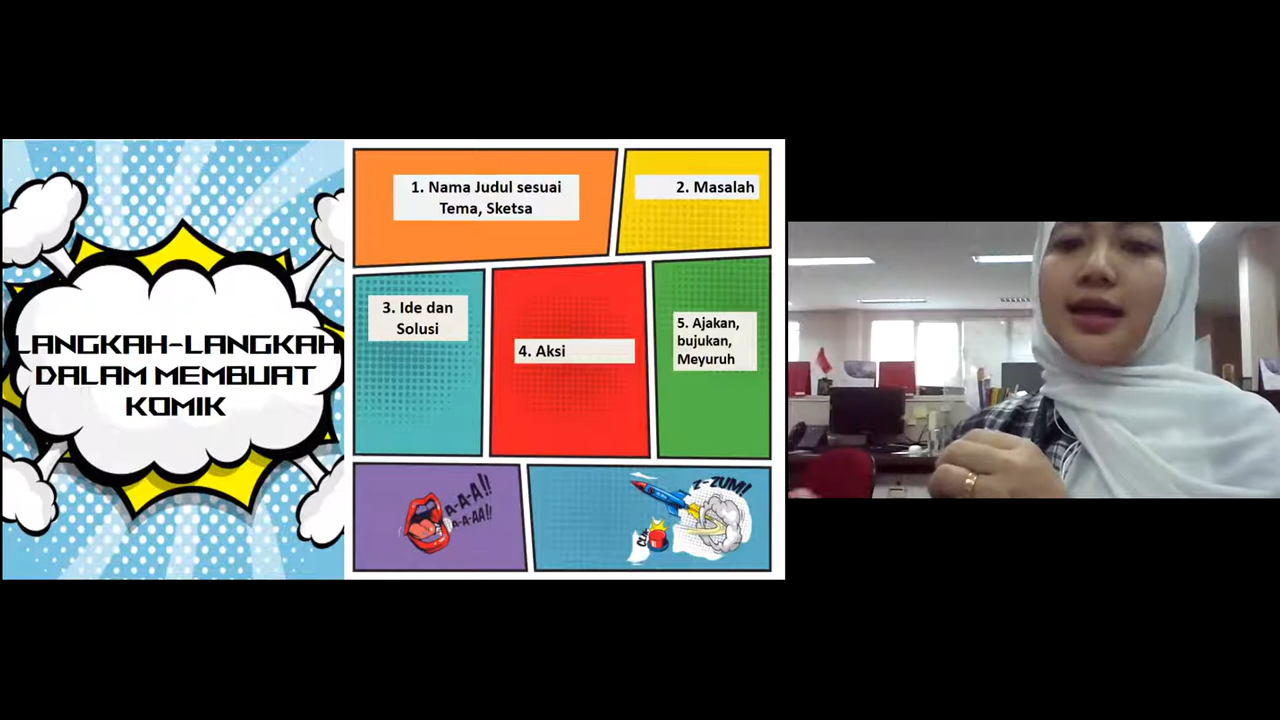 LANGKAH-LANGKAH
DALAM MEMBUAT
KOMIK
1. Nama Judul sesuai
Tema, Sketsa
2. Masalah
3. Ide dan
Solusi
4. Aksi
5. Ajakan,
bujukan,
Meyuruh
A-A-A!!
A-A-AA!!
Z-ZUM!